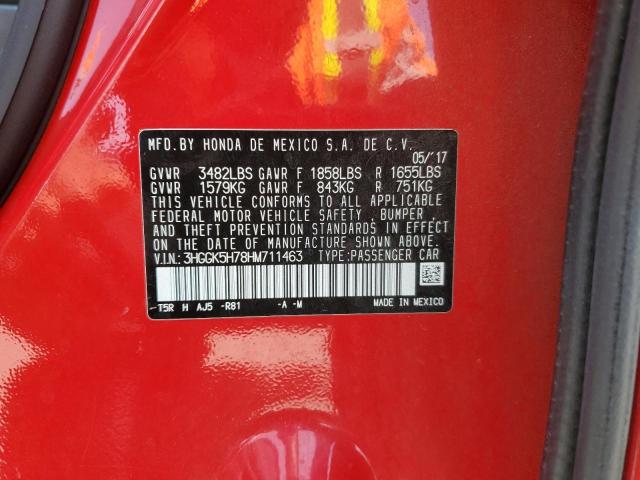 MFD.BY HONDA DE MEXICO S.A. DE C.V.
05/'17
GVWR 3482LBS GAWR F 1858LBS R 1655LBS
GVWR 1579KG GAWR F 843KG R 751KG
THIS VEHICLE CONFORMS TO ALL APPLICABLE
FEDERAL MOTOR VEHICLE SAFETY, BUMPER,
AND THEFT PREVENTION STANDARDS IN EFFECT
ON THE DATE OF MANUFACTURE SHOWN ABOVE.
V.I.N.: 3HGGK5H78HM711463 TYPE:PASSENGER CAR
T5R H AJ5 -R81 -A -M MADE IN MEXICO